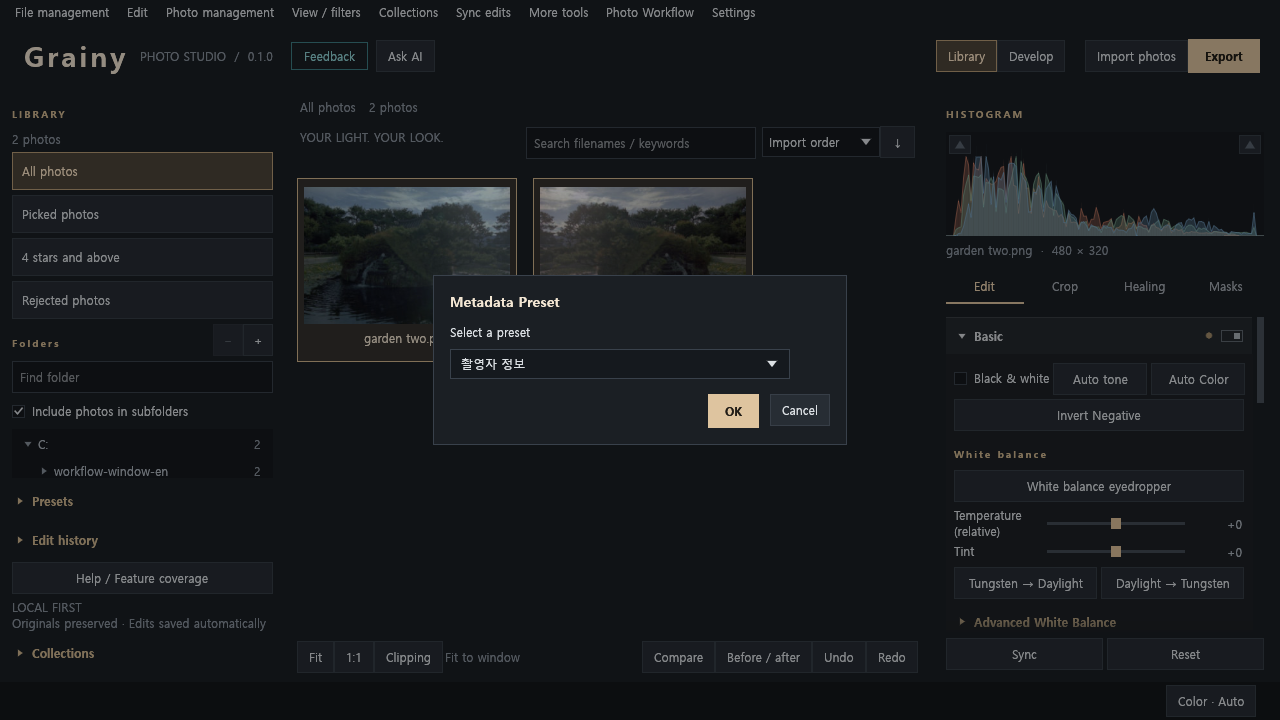 File management Edit Photo management View / filters Collections Sync edits More tools Photo Workflow Settings
Grainy PHOTO STUDIO / 0.1.0 Feedback Ask AI Library Develop Import photos Export
LIBRARY
2 photos
All photos
Picked photos
4 stars and above
Rejected photos
Folders − +
Find folder
Include photos in subfolders
C: 2
workflow-window-en 2
Presets
Edit history
Help / Feature coverage
LOCAL FIRST
Originals preserved · Edits saved automatically
Collections
All photos 2 photos
YOUR LIGHT. YOUR LOOK.
Search filenames / keywords Import order ↓
garden two.p
Metadata Preset
Select a preset
촬영자 정보
OK Cancel
Fit 1:1 Clipping Fit to window Compare Before / after Undo Redo
HISTOGRAM
garden two.png · 480 × 320
Edit Crop Healing Masks
Basic
Black & white Auto tone Auto Color
Invert Negative
White balance
White balance eyedropper
Temperature
(relative) +0
Tint +0
Tungsten → Daylight Daylight → Tungsten
Advanced White Balance
Sync Reset
Color · Auto